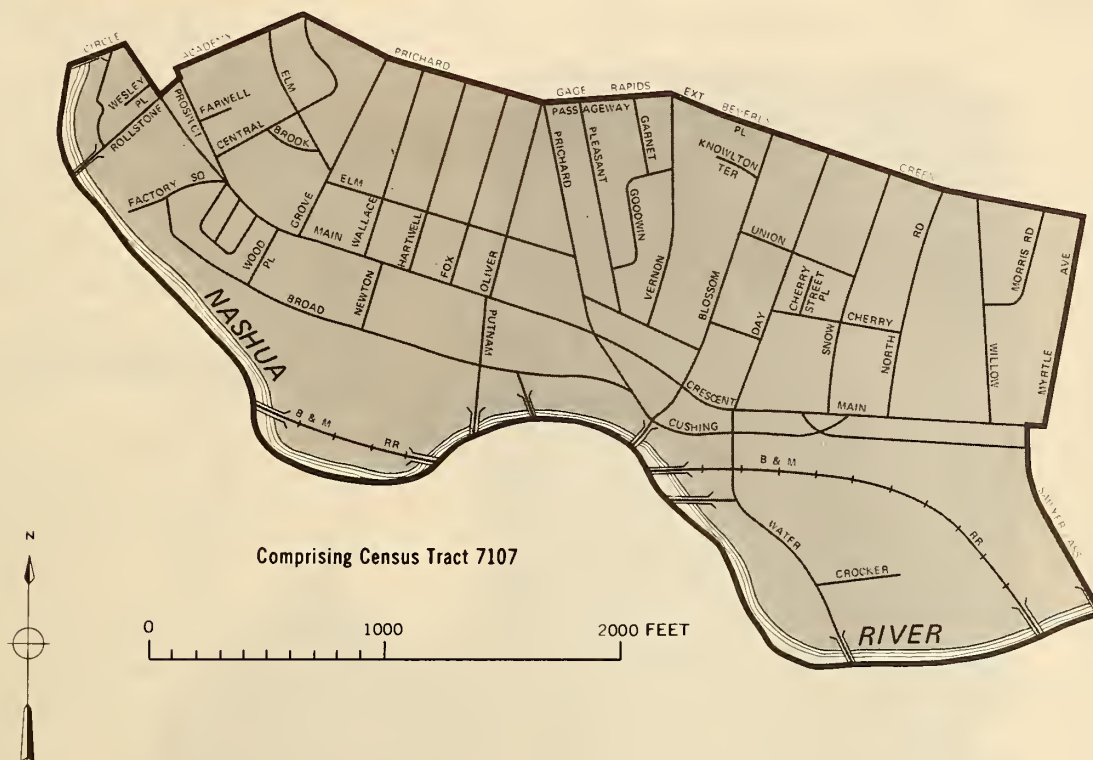 CIRCLE
ACADEMY
PRICHARD
GAGE RAPIDS EXT
BEVERLY
PL
GREEN
WESLEY
PL
ROLLSTONE
PROSPECT
FARWELL
ELM
CENTRAL
BROOK
PASSAGEWAY
PRICHARD
PLEASANT
GARNET
KNOWLTON
TER
GOODWIN
FACTORY SQ
GROVE
ELM
MAIN
WALLACE
HARTWELL
FOX
OLIVER
VERNON
BLOSSOM
UNION
DAY
CHERRY
STREET
PL
CHERRY
SNOW
NORTH
RD
MORRIS RD
WILLOW
MYRTLE
AVE
WOOD
PL
BROAD
NEWTON
PUTNAM
NASHUA
CRESCENT
MAIN
CUSHING
B & M RR
B & M
RR
WATER
CROCKER
SAWYER PASS
RIVER
N
Comprising Census Tract 7107
0 1000 2000 FEET